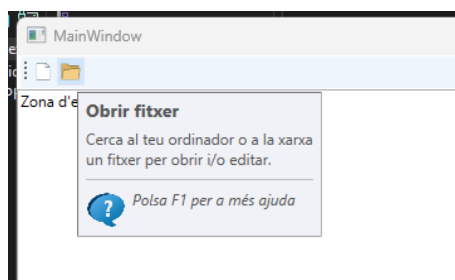 MainWindow
Zona d'e
Obrir fitxer
Cerca al teu ordinador o a la xarxa
un fitxer per obrir i/o editar.
Polsa F1 per a més ajuda